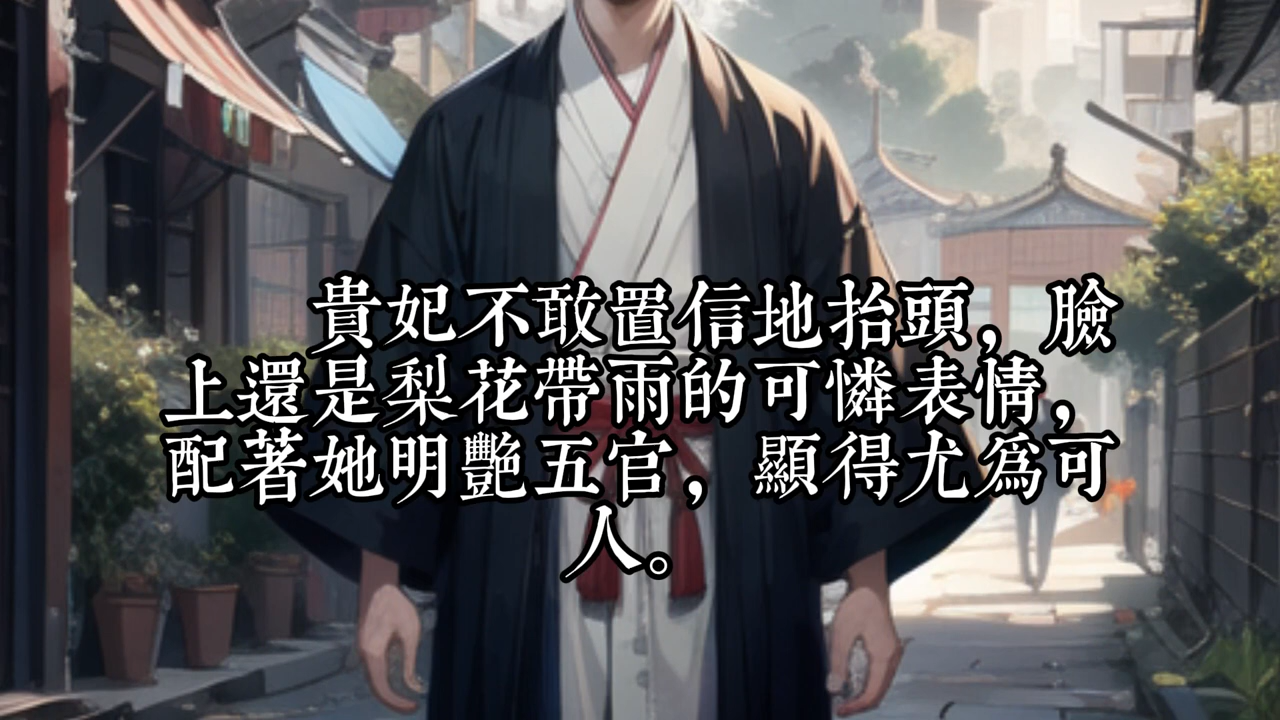 貴妃不敢置信地抬頭，臉
上還是梨花帶雨的可憐表情，
配著她明艷五官，顯得尤爲可
人。